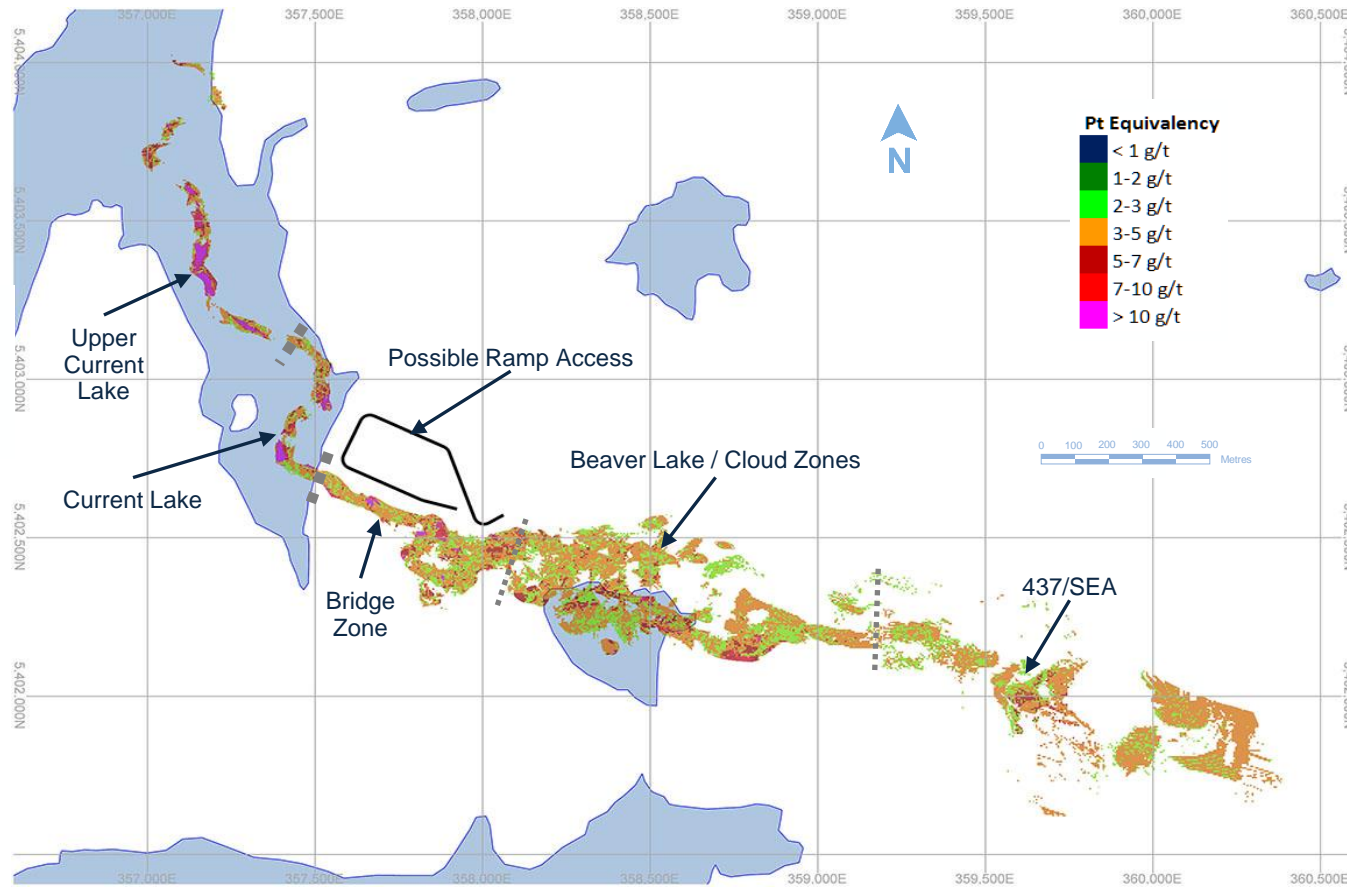 357.000E 357.500E 358.000E 358.500E 359.000E 359.500E 360.000E 360.500E
5,404.000N
N
Pt Equivalency
< 1 g/t
1-2 g/t
2-3 g/t
3-5 g/t
5-7 g/t
7-10 g/t
> 10 g/t
5,403.500N
Upper
Current
Lake
Possible Ramp Access
5,403.000N
0 100 200 300 400 500
Metres
Beaver Lake / Cloud Zones
Current Lake
5,402.500N
Bridge
Zone
437/SEA
5,402.000N
357.000E 357.500E 358.000E 358.500E 359.000E 359.500E 360.000E 360.500E